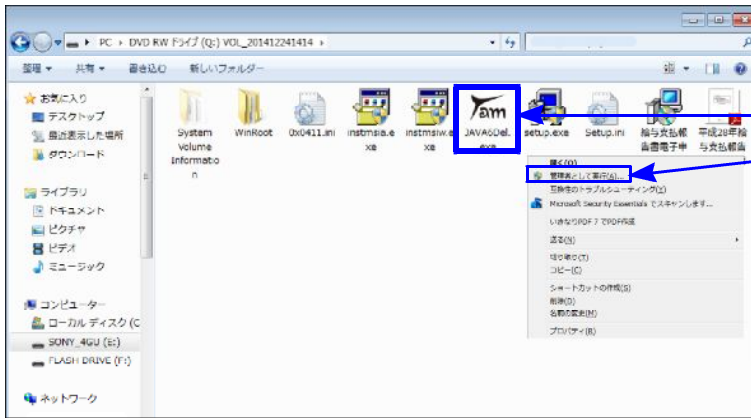 PC ▸ DVD RW ドライブ (Q:) VOL_201412241414 ▸
整理 ▾ 共有 ▾ 書き込む 新しいフォルダー
お気に入り
デスクトップ
最近表示した場所
ダウンロード
ライブラリ
ドキュメント
ピクチャ
ビデオ
ミュージック
コンピューター
ローカル ディスク (C
SONY_4GU (E:)
FLASH DRIVE (F:)
ネットワーク
System
Volume
Informatio
n
WinRoot
0x0411.ini
instmsia.e
xe
instmsiw.e
xe
Jam
JAVA6Del.
exe
setup.exe
Setup.ini
給与支払報
告書電子申
平成28年給
与支払報告
開く(O)
管理者として実行(A)...
互換性のトラブルシューティング(Y)
Microsoft Security Essentials でスキャンします...
いきなりPDF 7 でPDF作成
送る(N)
切り取り(T)
コピー(C)
ショートカットの作成(S)
削除(D)
名前の変更(M)
プロパティ(R)